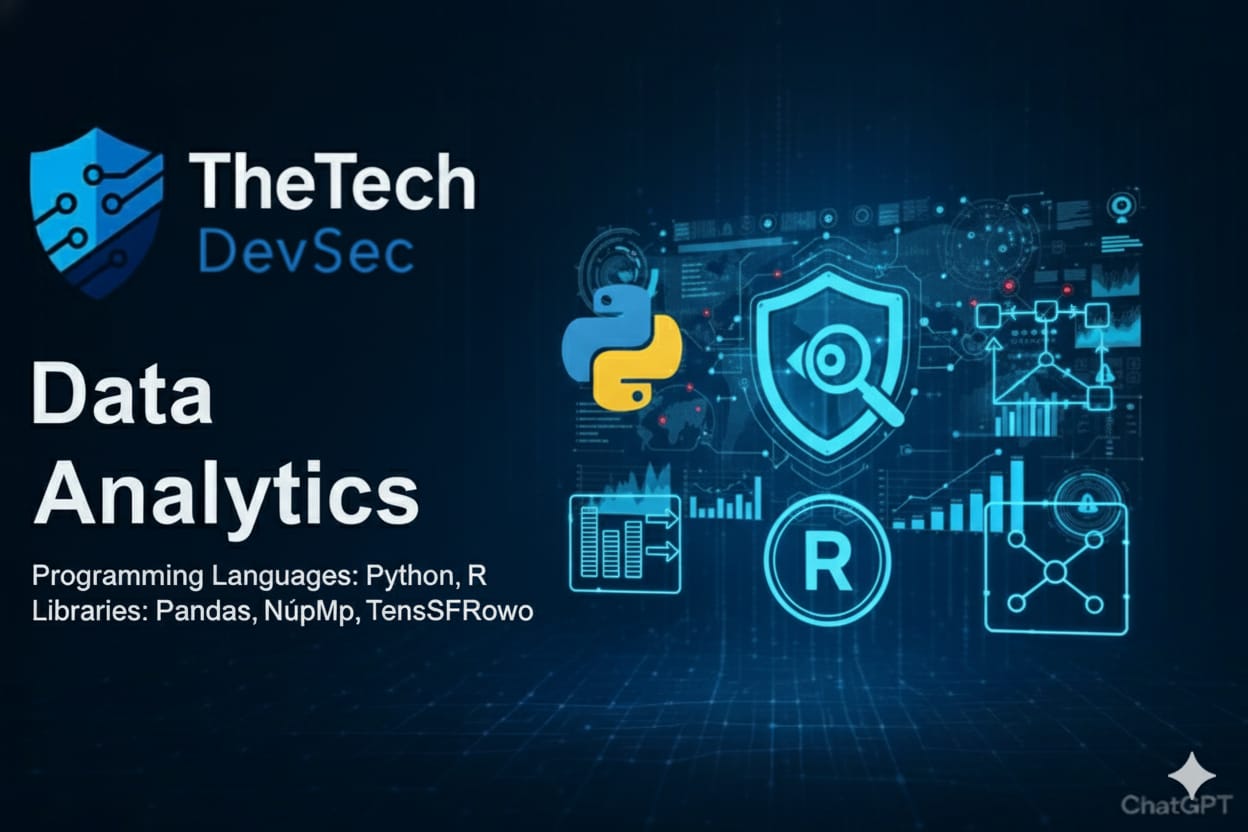 TheTech
DevSec
Data
Analytics
Programming Languages: Python, R
Libraries: Pandas, NúpMp, TensSFRowo
R
ChatGPT